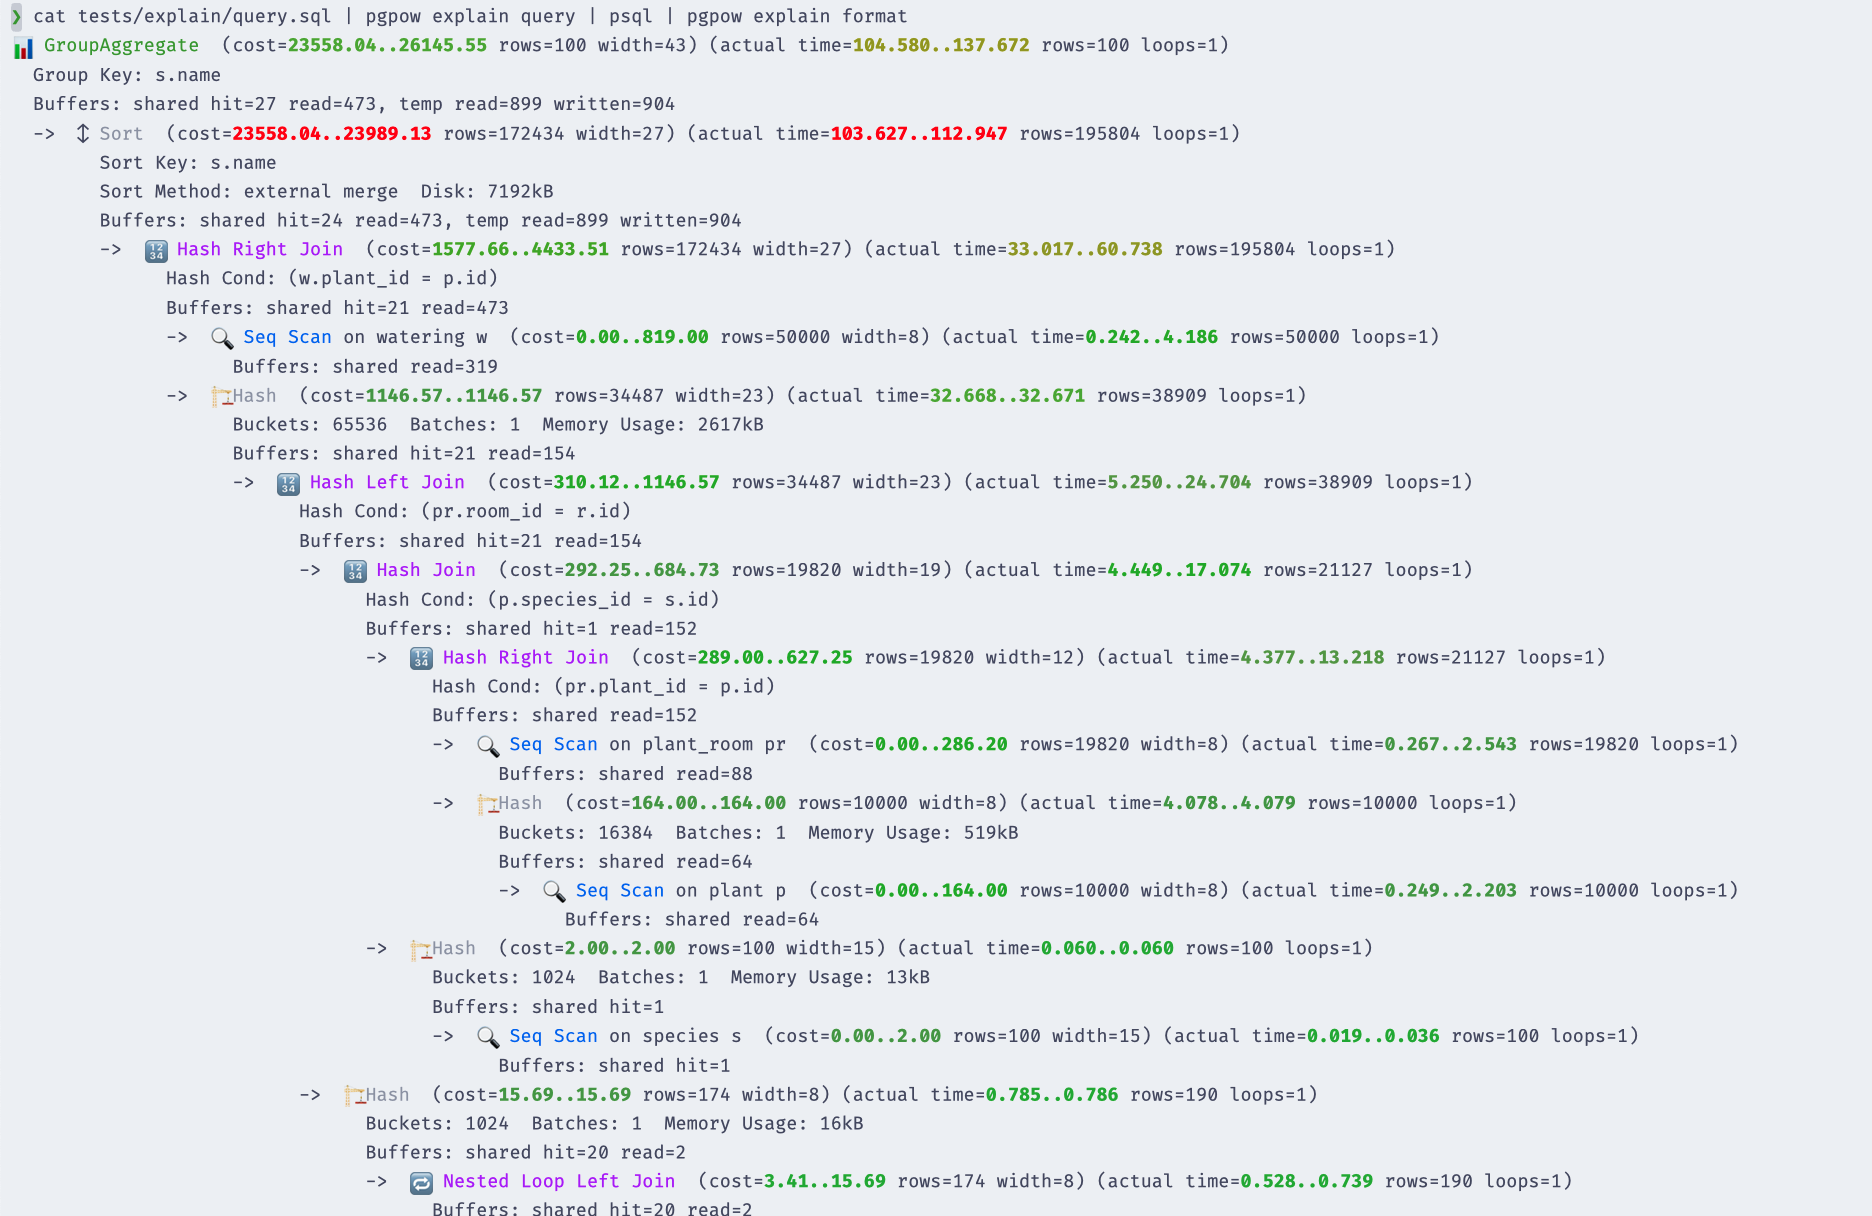 ❯ cat tests/explain/query.sql | pgpow explain query | psql | pgpow explain format
📊 GroupAggregate  (cost=23558.04..26145.55 rows=100 width=43) (actual time=104.580..137.672 rows=100 loops=1)
Group Key: s.name
Buffers: shared hit=27 read=473, temp read=899 written=904
->  ↕ Sort  (cost=23558.04..23989.13 rows=172434 width=27) (actual time=103.627..112.947 rows=195804 loops=1)
Sort Key: s.name
Sort Method: external merge  Disk: 7192kB
Buffers: shared hit=24 read=473, temp read=899 written=904
->  🔢 Hash Right Join  (cost=1577.66..4433.51 rows=172434 width=27) (actual time=33.017..60.738 rows=195804 loops=1)
Hash Cond: (w.plant_id = p.id)
Buffers: shared hit=21 read=473
->  🔍 Seq Scan on watering w  (cost=0.00..819.00 rows=50000 width=8) (actual time=0.242..4.186 rows=50000 loops=1)
Buffers: shared read=319
->  🏗Hash  (cost=1146.57..1146.57 rows=34487 width=23) (actual time=32.668..32.671 rows=38909 loops=1)
Buckets: 65536  Batches: 1  Memory Usage: 2617kB
Buffers: shared hit=21 read=154
->  🔢 Hash Left Join  (cost=310.12..1146.57 rows=34487 width=23) (actual time=5.250..24.704 rows=38909 loops=1)
Hash Cond: (pr.room_id = r.id)
Buffers: shared hit=21 read=154
->  🔢 Hash Join  (cost=292.25..684.73 rows=19820 width=19) (actual time=4.449..17.074 rows=21127 loops=1)
Hash Cond: (p.species_id = s.id)
Buffers: shared hit=1 read=152
->  🔢 Hash Right Join  (cost=289.00..627.25 rows=19820 width=12) (actual time=4.377..13.218 rows=21127 loops=1)
Hash Cond: (pr.plant_id = p.id)
Buffers: shared read=152
->  🔍 Seq Scan on plant_room pr  (cost=0.00..286.20 rows=19820 width=8) (actual time=0.267..2.543 rows=19820 loops=1)
Buffers: shared read=88
->  🏗Hash  (cost=164.00..164.00 rows=10000 width=8) (actual time=4.078..4.079 rows=10000 loops=1)
Buckets: 16384  Batches: 1  Memory Usage: 519kB
Buffers: shared read=64
->  🔍 Seq Scan on plant p  (cost=0.00..164.00 rows=10000 width=8) (actual time=0.249..2.203 rows=10000 loops=1)
Buffers: shared read=64
->  🏗Hash  (cost=2.00..2.00 rows=100 width=15) (actual time=0.060..0.060 rows=100 loops=1)
Buckets: 1024  Batches: 1  Memory Usage: 13kB
Buffers: shared hit=1
->  🔍 Seq Scan on species s  (cost=0.00..2.00 rows=100 width=15) (actual time=0.019..0.036 rows=100 loops=1)
Buffers: shared hit=1
->  🏗Hash  (cost=15.69..15.69 rows=174 width=8) (actual time=0.785..0.786 rows=190 loops=1)
Buckets: 1024  Batches: 1  Memory Usage: 16kB
Buffers: shared hit=20 read=2
->  🔁 Nested Loop Left Join  (cost=3.41..15.69 rows=174 width=8) (actual time=0.528..0.739 rows=190 loops=1)
Buffers: shared hit=20 read=2